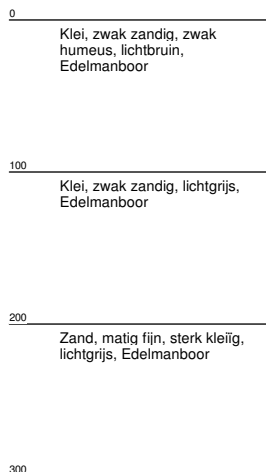 0
Klei, zwak zandig, zwak
humeus, lichtbruin,
Edelmanboor
100
Klei, zwak zandig, lichtgrijs,
Edelmanboor
200
Zand, matig fijn, sterk kleiïg,
lichtgrijs, Edelmanboor
300